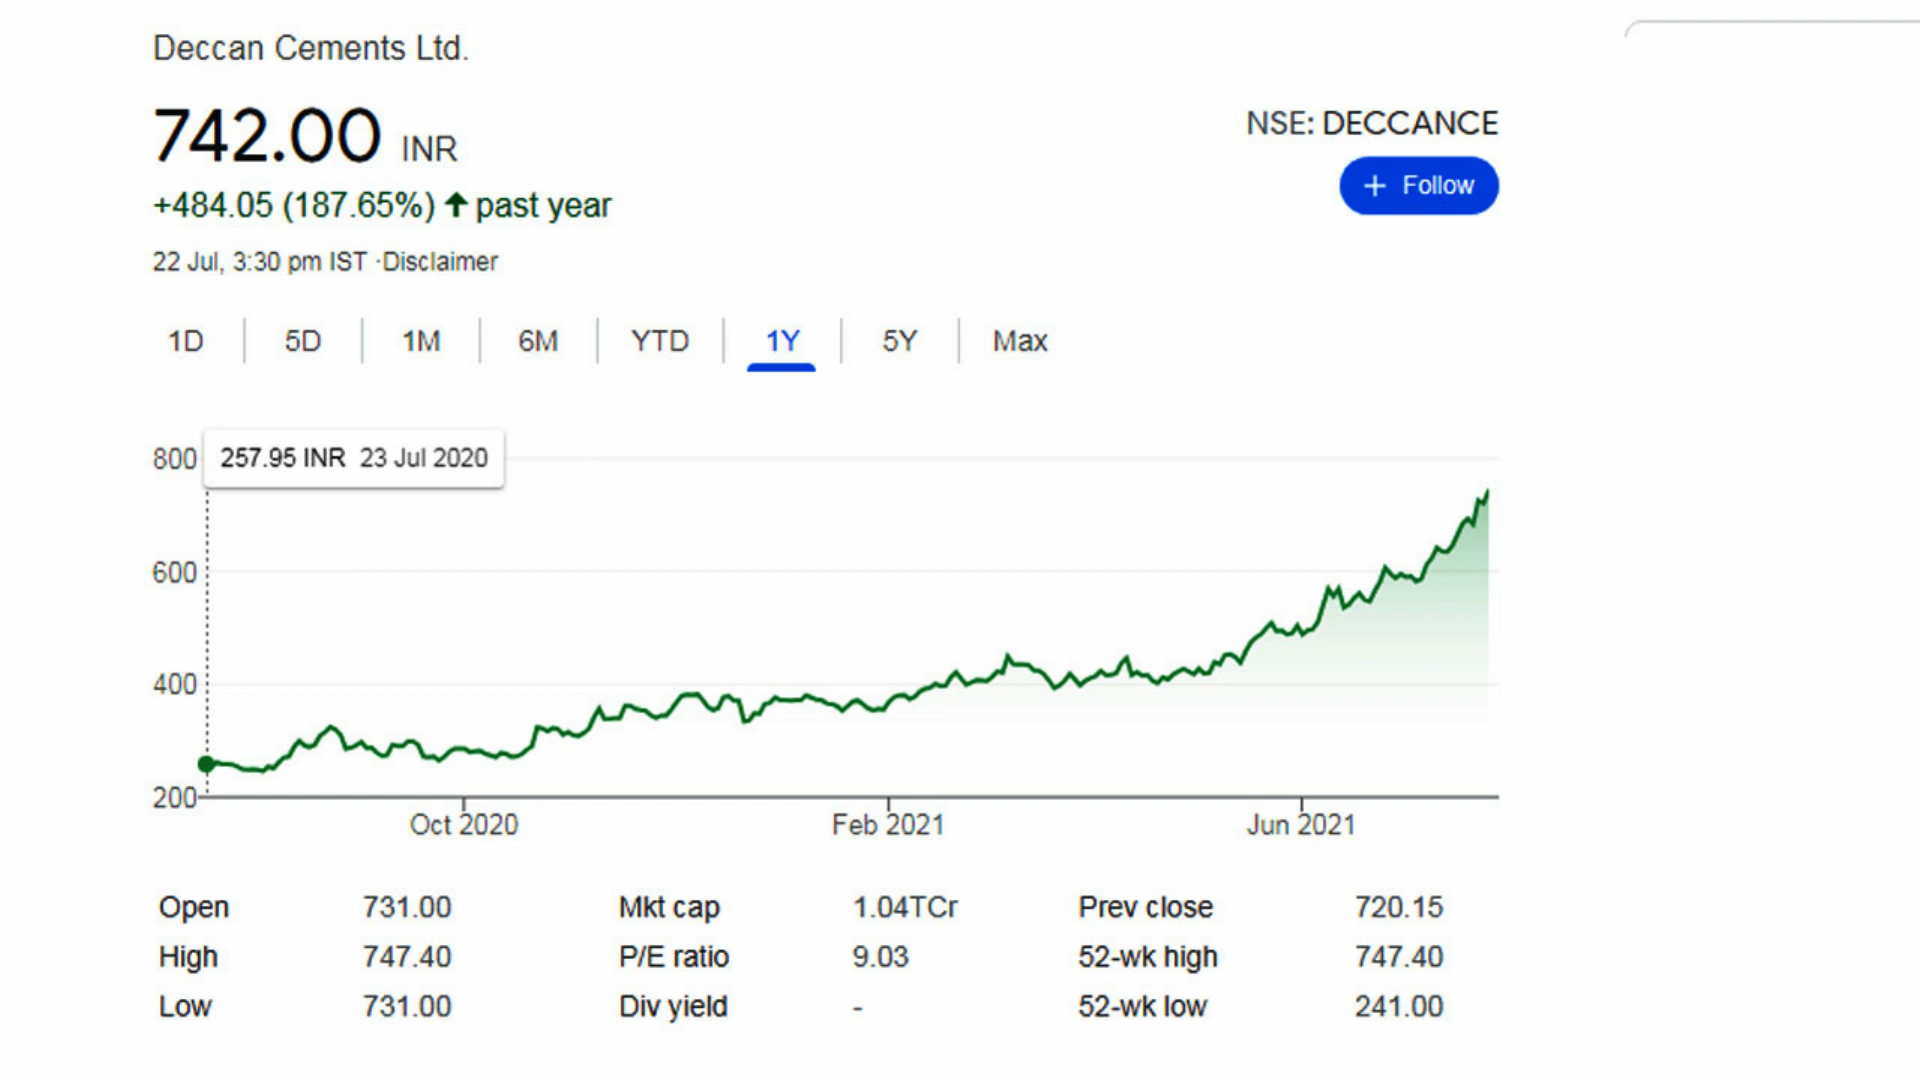 Deccan Cements Ltd.
742.00 INR
NSE: DECCANCE
+ Follow
+484.05 (187.65%) ↑ past year
22 Jul, 3:30 pm IST ·Disclaimer
1D 5D 1M 6M YTD 1Y 5Y Max
257.95 INR 23 Jul 2020
800
600
400
200
Oct 2020 Feb 2021 Jun 2021
Open 731.00 Mkt cap 1.04TCr Prev close 720.15
High 747.40 P/E ratio 9.03 52-wk high 747.40
Low 731.00 Div yield - 52-wk low 241.00